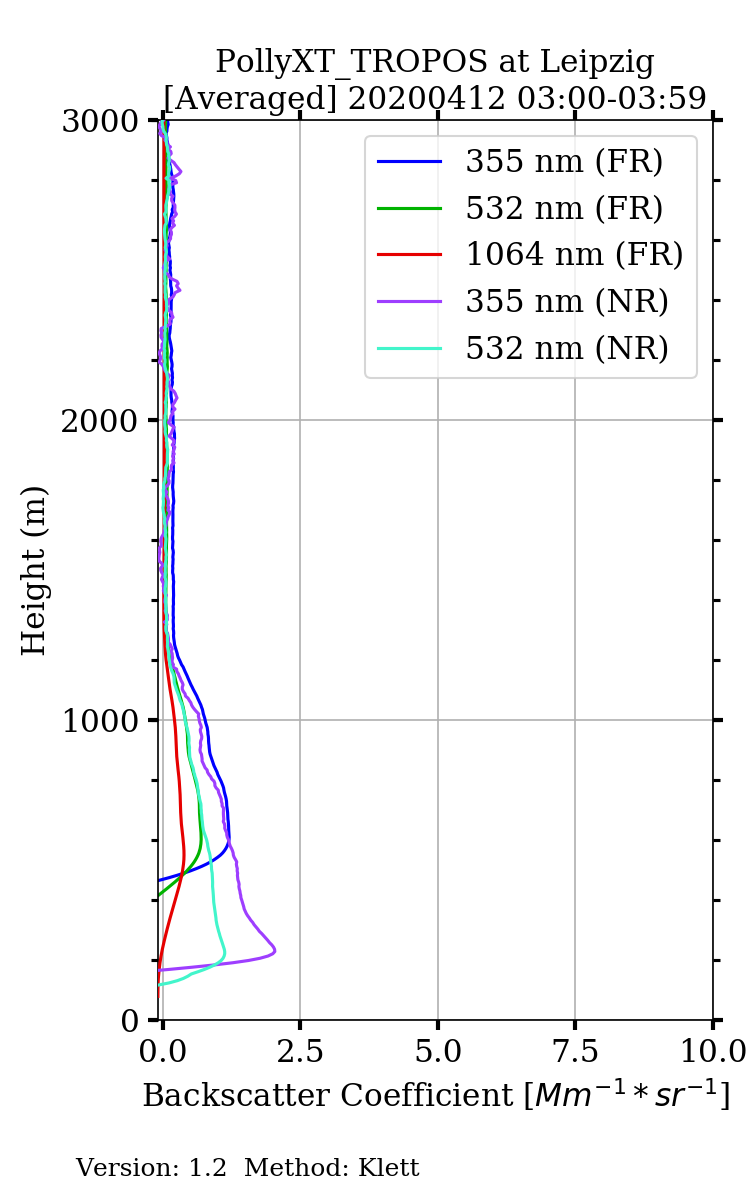 PollyXT_TROPOS at Leipzig
[Averaged] 20200412 03:00-03:59
3000
2000
1000
0
Height (m)
355 nm (FR)
532 nm (FR)
1064 nm (FR)
355 nm (NR)
532 nm (NR)
0.0 2.5 5.0 7.5 10.0
Backscatter Coefficient [Mm⁻¹ * sr⁻¹]
Version: 1.2 Method: Klett